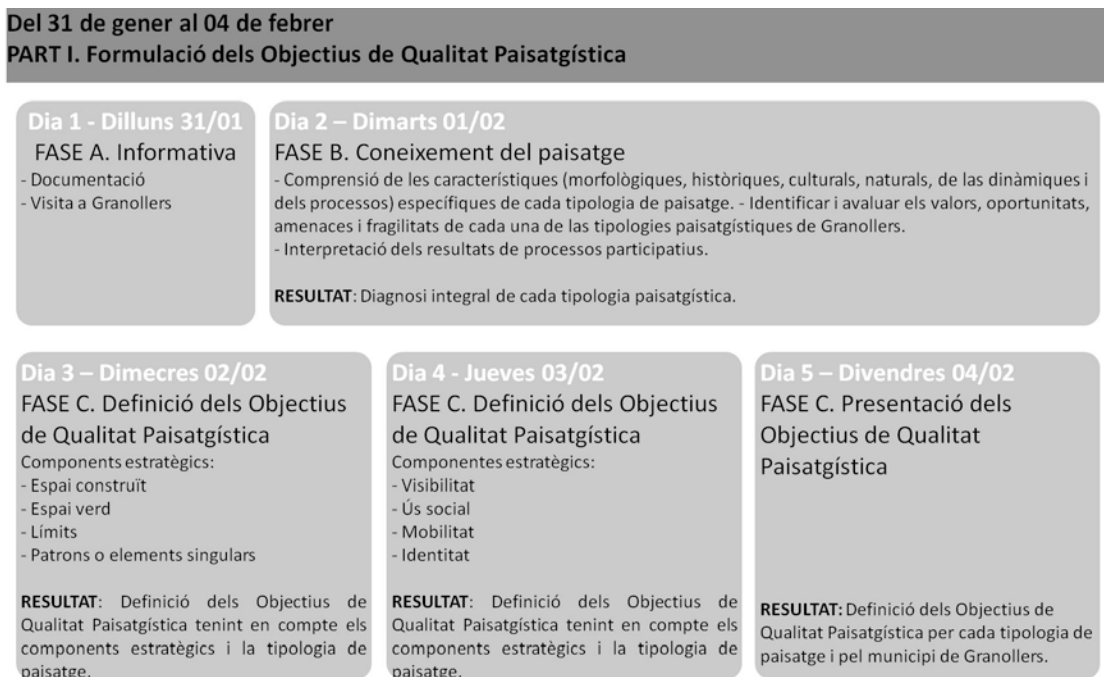 Del 31 de gener al 04 de febrer
PART I. Formulació dels Objectius de Qualitat Paisatgística
Dia 1 - Dilluns 31/01
FASE A. Informativa
- Documentació
- Visita a Granollers
Dia 2 – Dimarts 01/02
FASE B. Coneixement del paisatge
- Comprensió de les característiques (morfològiques, històriques, culturals, naturals, de las dinàmiques i
dels processos) específiques de cada tipologia de paisatge. - Identificar i avaluar els valors, oportunitats,
amenaces i fragilitats de cada una de las tipologies paisatgístiques de Granollers.
- Interpretació dels resultats de processos participatius.
RESULTAT: Diagnosi integral de cada tipologia paisatgística.
Dia 3 – Dimecres 02/02
FASE C. Definició dels Objectius
de Qualitat Paisatgística
Components estratègics:
- Espai construït
- Espai verd
- Límits
- Patrons o elements singulars
RESULTAT: Definició dels Objectius de
Qualitat Paisatgística tenint en compte els
components estratègics i la tipologia de
paisatge.
Dia 4 - Jueves 03/02
FASE C. Definició dels Objectius
de Qualitat Paisatgística
Componentes estratègics:
- Visibilitat
- Ús social
- Mobilitat
- Identitat
RESULTAT: Definició dels Objectius de
Qualitat Paisatgística tenint en compte els
components estratègics i la tipologia de
paisatge.
Dia 5 – Divendres 04/02
FASE C. Presentació dels
Objectius de Qualitat
Paisatgística
RESULTAT: Definició dels Objectius de
Qualitat Paisatgística per cada tipologia de
paisatge i pel municipi de Granollers.